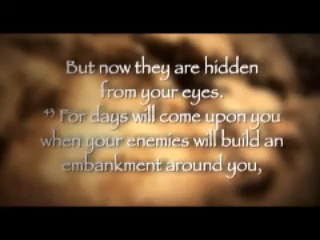 But now they are hidden
from your eyes.
43 For days will come upon you
when your enemies will build an
embankment around you,